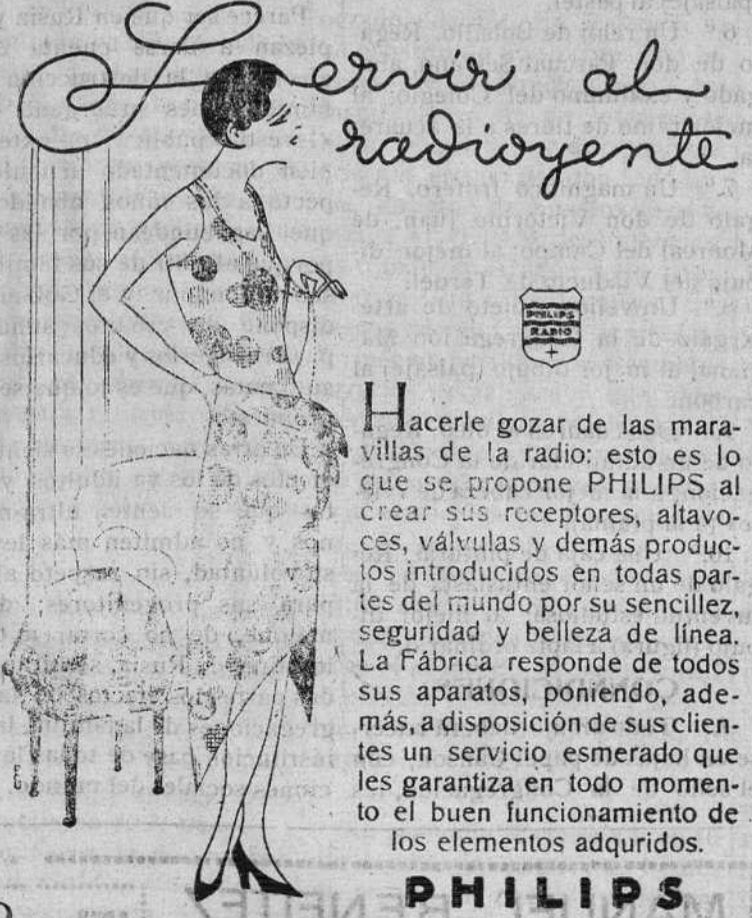 Servir al
radioyente
PHILIPS
RADIO
Hacerle gozar de las mara-
villas de la radio: esto es lo
que se propone PHILIPS al
crear sus receptores, altavo-
ces, válvulas y demás produc-
tos introducidos en todas par-
tes del mundo por su sencillez,
seguridad y belleza de línea.
La Fábrica responde de todos
sus aparatos, poniendo, ade-
más, a disposición de sus clien-
tes un servicio esmerado que
les garantiza en todo momen-
to el buen funcionamiento de
los elementos adquridos.
PHILIPS